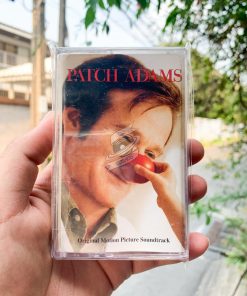 PATCH ADAMS
Original Motion Picture Soundtrack